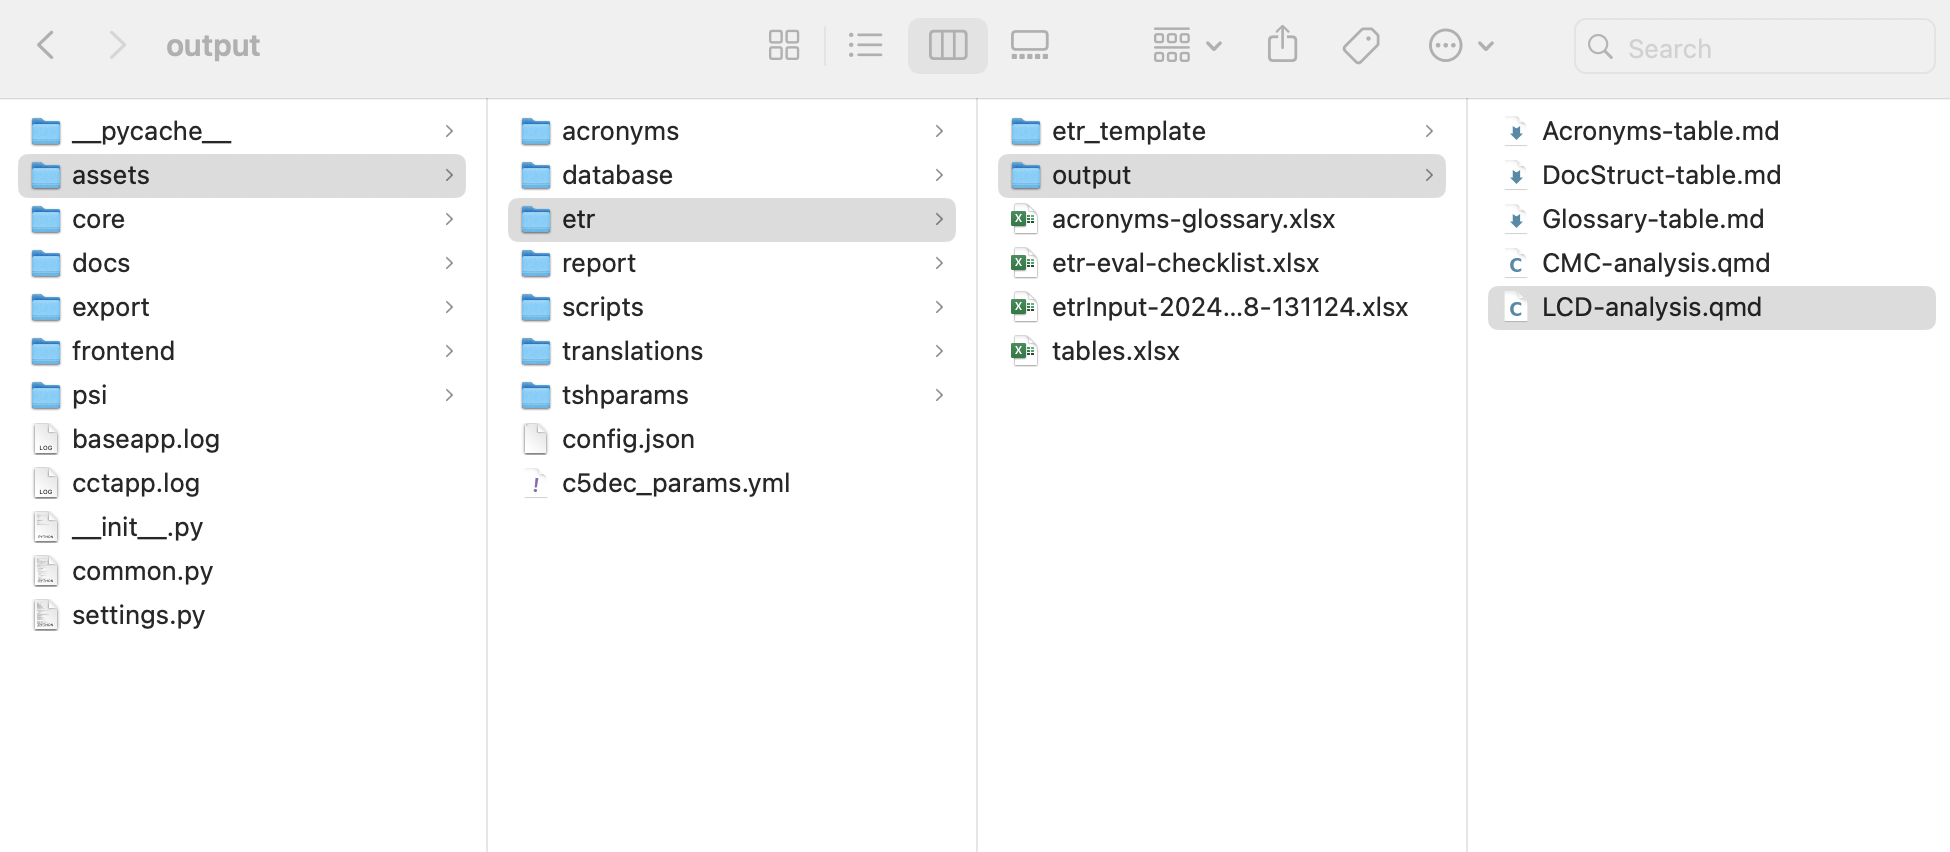 output
Search
__pycache__
assets
core
docs
export
frontend
psi
baseapp.log
cctapp.log
__init__.py
common.py
settings.py
acronyms
database
etr
report
scripts
translations
tshparams
config.json
c5dec_params.yml
etr_template
output
acronyms-glossary.xlsx
etr-eval-checklist.xlsx
etrInput-2024...8-131124.xlsx
tables.xlsx
Acronyms-table.md
DocStruct-table.md
Glossary-table.md
CMC-analysis.qmd
LCD-analysis.qmd